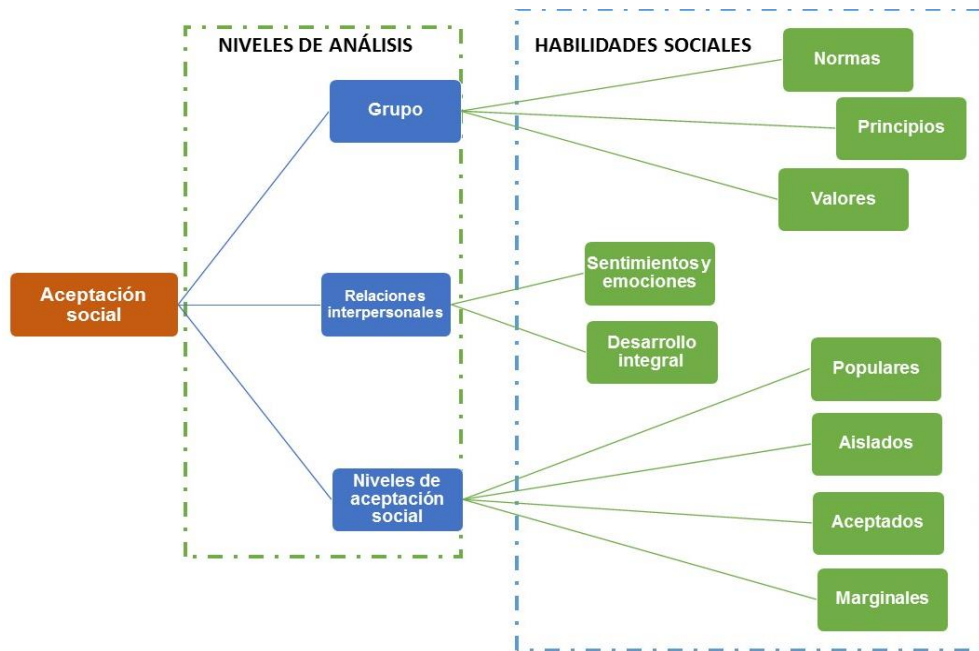 NIVELES DE ANÁLISIS
HABILIDADES SOCIALES
Aceptación
social
Grupo
Normas
Principios
Valores
Relaciones
interpersonales
Sentimientos y
emociones
Desarrollo
integral
Niveles de
aceptación
social
Populares
Aislados
Aceptados
Marginales